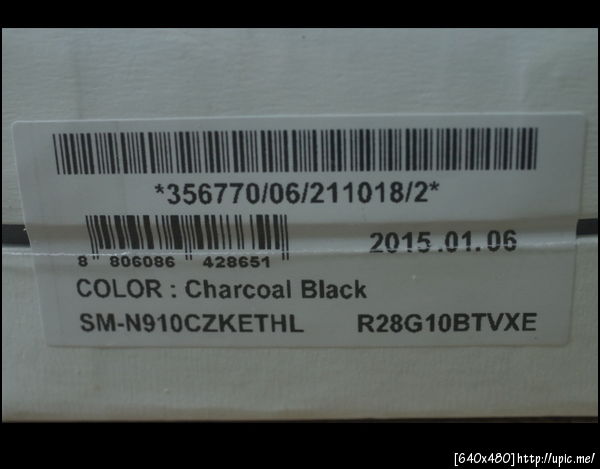 *356770/06/211018/2*
8 806086 428651
2015.01.06
COLOR : Charcoal Black
SM-N910CZKETHL R28G10BTVXE
[640x480]http://upic.me/